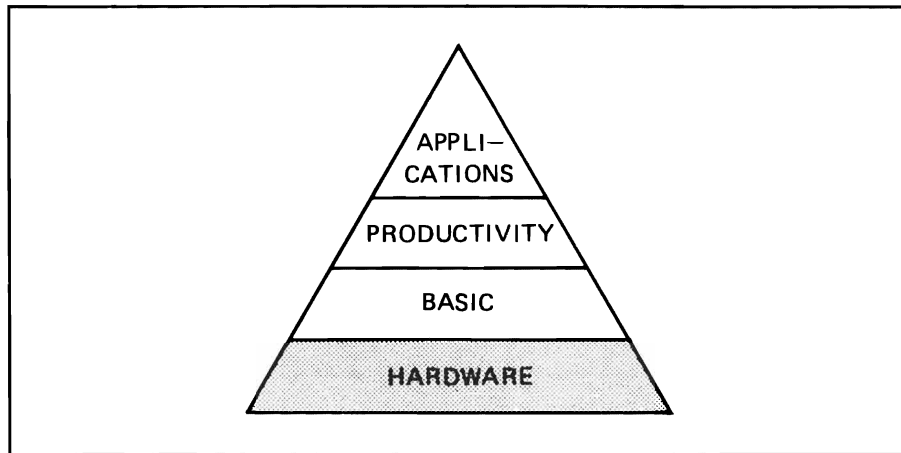 APPLI—
CATIONS
PRODUCTIVITY
BASIC
HARDWARE